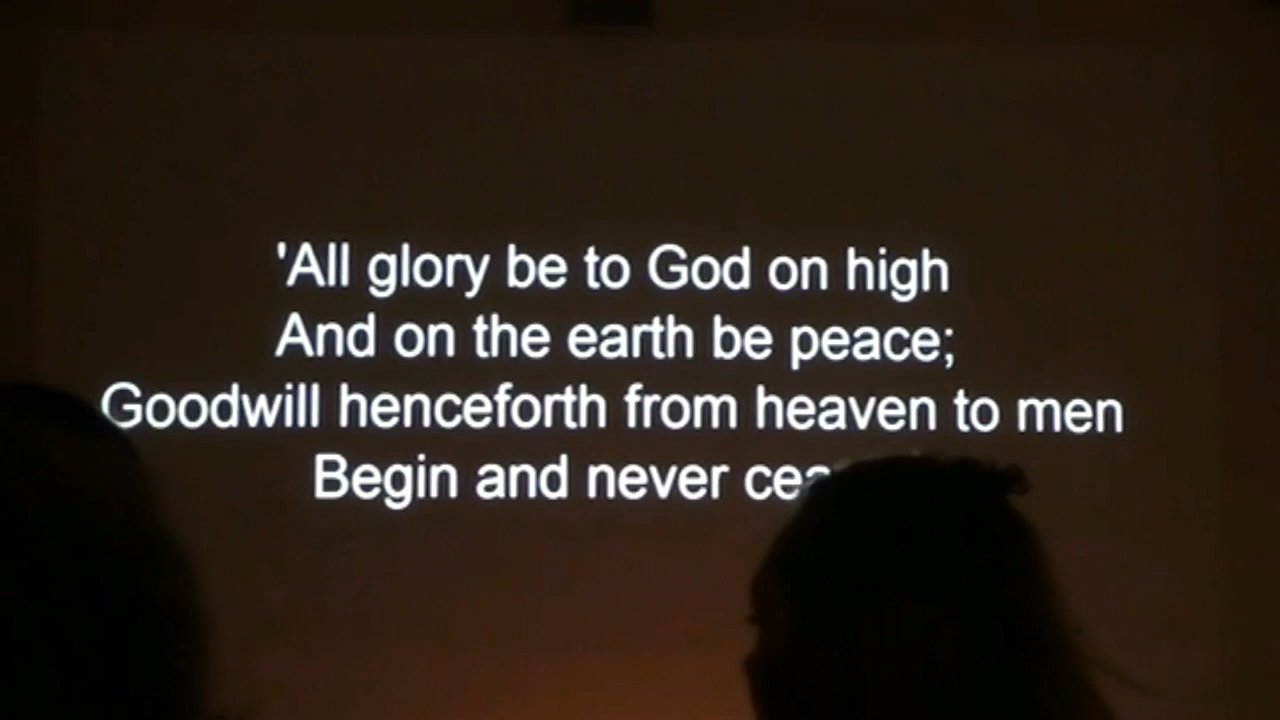 'All glory be to God on high
And on the earth be peace;
Goodwill henceforth from heaven to men
Begin and never